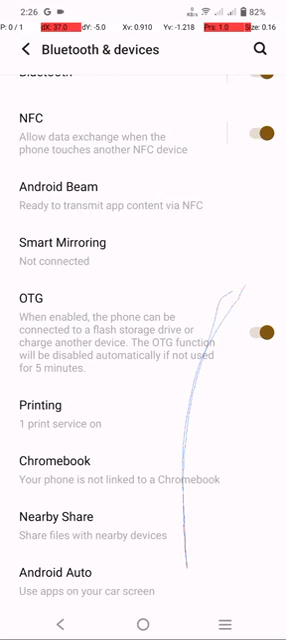 2:26 G 82%
P: 0 / 1 dX: 37.0 dY: -5.0 Xv: 0.910 Yv: -1.218 Prs: 1.0 Size: 0.16
Bluetooth & devices
Bluetooth
NFC
Allow data exchange when the
phone touches another NFC device
Android Beam
Ready to transmit app content via NFC
Smart Mirroring
Not connected
OTG
When enabled, the phone can be
connected to a flash storage drive or
charge another device. The OTG function
will be disabled automatically if not used
for 5 minutes.
Printing
1 print service on
Chromebook
Your phone is not linked to a Chromebook
Nearby Share
Share files with nearby devices
Android Auto
Use apps on your car screen